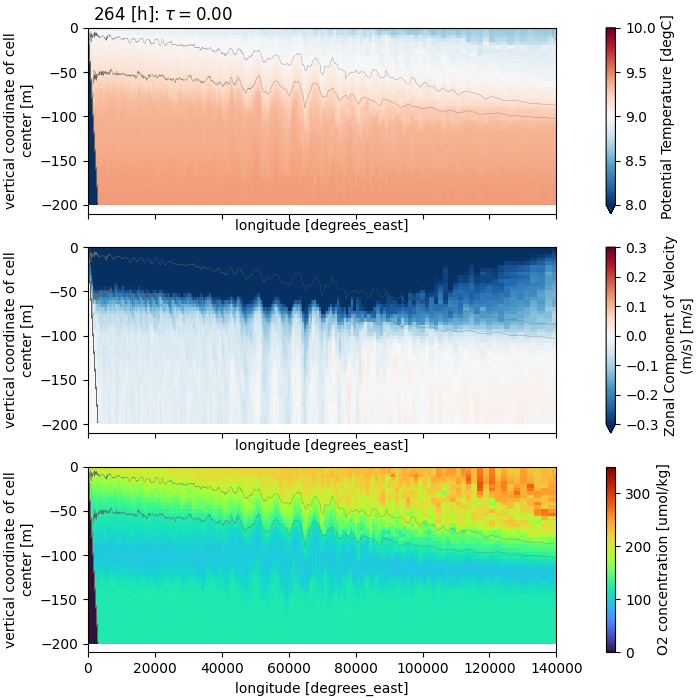 264 [h]: τ = 0.00
vertical coordinate of cell
center [m]
0
−50
−100
−150
−200
longitude [degrees_east]
10.0
9.5
9.0
8.5
8.0
Potential Temperature [degC]
vertical coordinate of cell
center [m]
0
−50
−100
−150
−200
longitude [degrees_east]
0.3
0.2
0.1
0.0
−0.1
−0.2
−0.3
Zonal Component of Velocity
(m/s) [m/s]
vertical coordinate of cell
center [m]
0
−50
−100
−150
−200
0 20000 40000 60000 80000 100000 120000 140000
longitude [degrees_east]
300
200
100
0
O2 concentration [umol/kg]